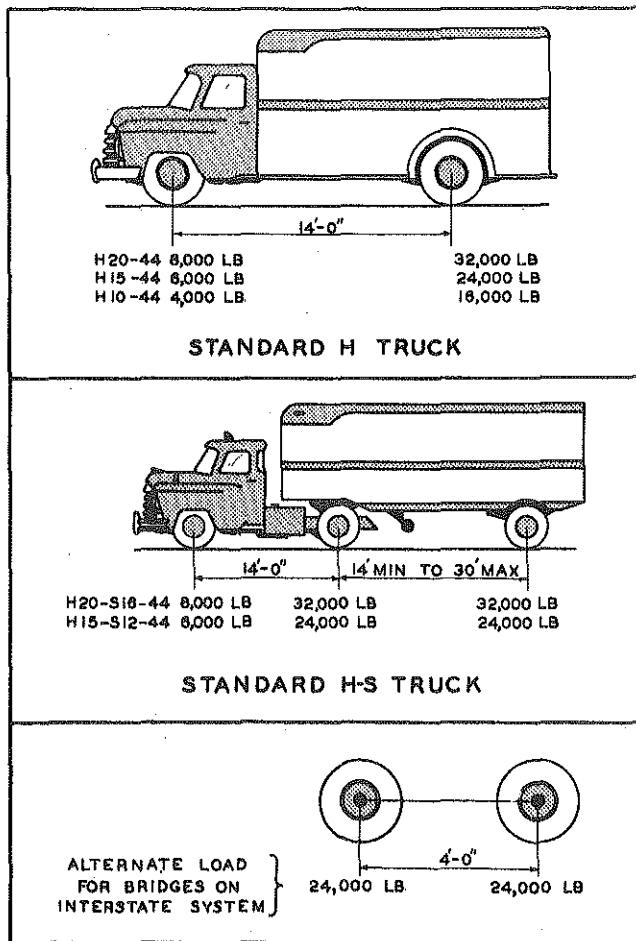 14'-0"
H20-44 8,000 LB 32,000 LB
H15-44 6,000 LB 24,000 LB
H10-44 4,000 LB 16,000 LB
STANDARD H TRUCK
14'-0" 14' MIN TO 30' MAX
H20-S16-44 8,000 LB 32,000 LB 32,000 LB
H15-S12-44 6,000 LB 24,000 LB 24,000 LB
STANDARD H-S TRUCK
4'-0"
ALTERNATE LOAD
FOR BRIDGES ON
INTERSTATE SYSTEM
24,000 LB 24,000 LB